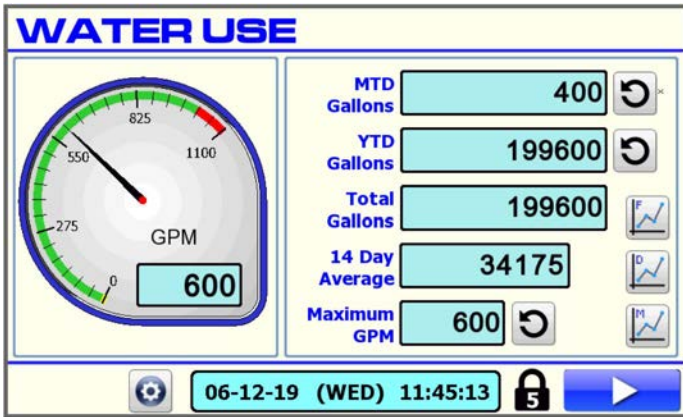 WATER USE
825
550
1100
275
0
GPM
600
MTD
Gallons
400
YTD
Gallons
199600
Total
Gallons
199600
F
14 Day
Average
34175
D
Maximum
GPM
600
M
06-12-19 (WED) 11:45:13
5